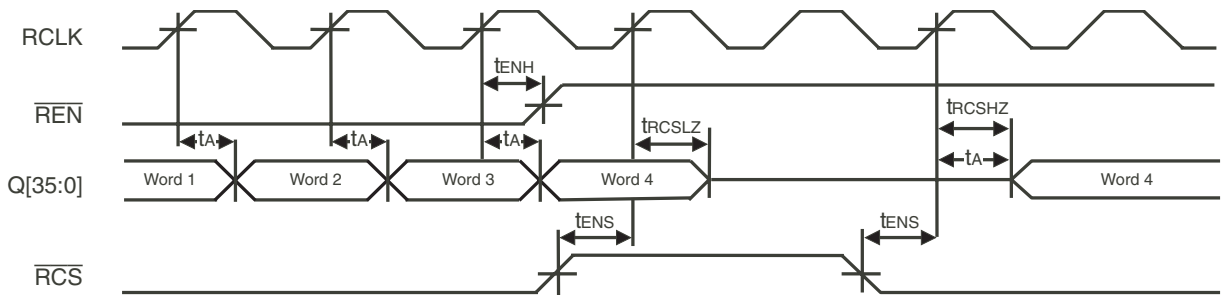 RCLK
tENH
REN
tRCSLZ
tRCSHZ
tA tA tA tA
Q[35:0] Word 1 Word 2 Word 3 Word 4 Word 4
tENS tENS
RCS